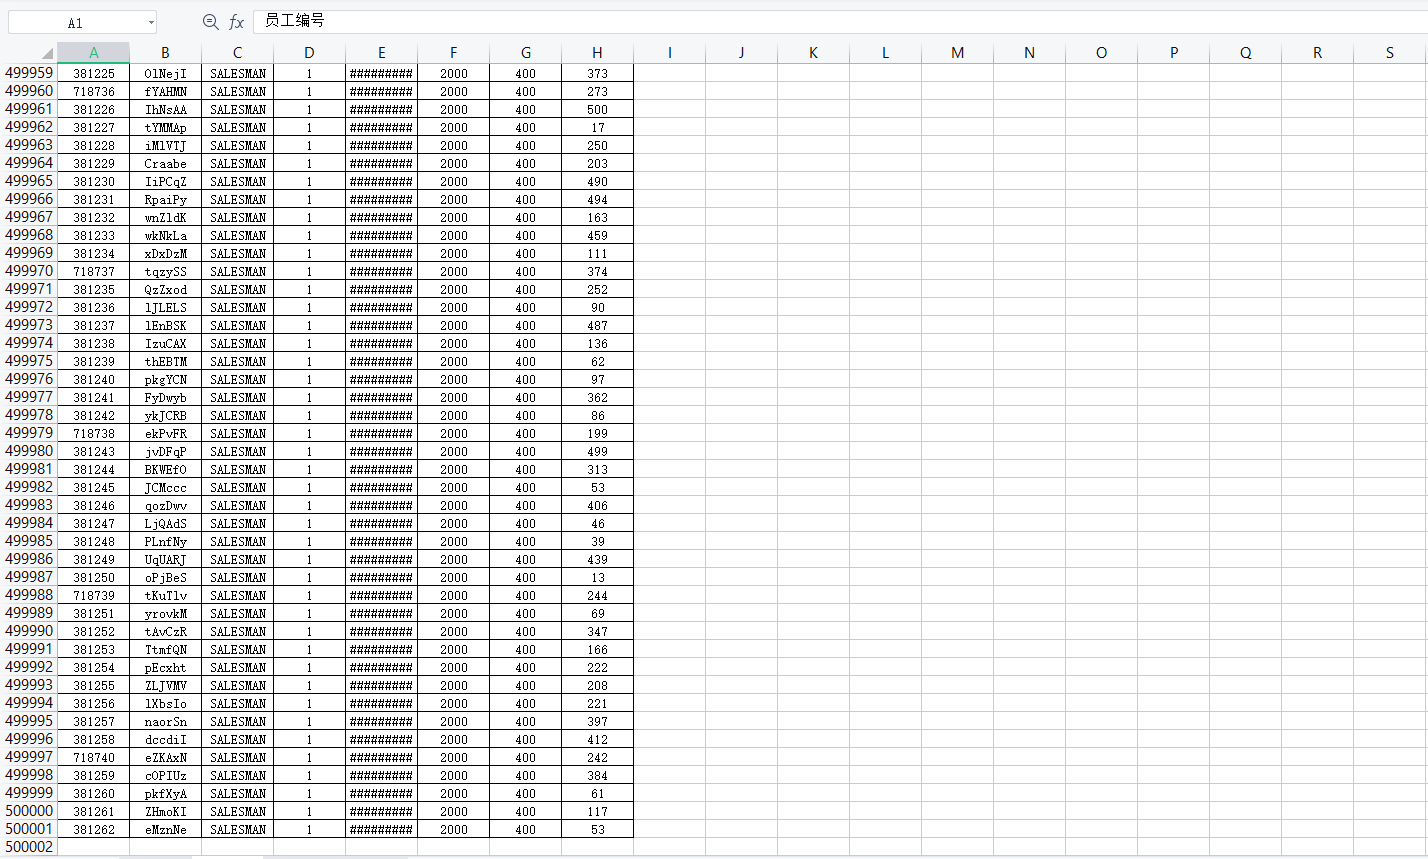 A1 fx 员工编号
A B C D E F G H I J K L M N O P Q R S
499959 381225 OlNejI SALESMAN 1 ######### 2000 400 373
499960 718736 fYAHMN SALESMAN 1 ######### 2000 400 273
499961 381226 IhNsAA SALESMAN 1 ######### 2000 400 500
499962 381227 tYMMAp SALESMAN 1 ######### 2000 400 17
499963 381228 iMlVTJ SALESMAN 1 ######### 2000 400 250
499964 381229 Craabe SALESMAN 1 ######### 2000 400 203
499965 381230 IiPCqZ SALESMAN 1 ######### 2000 400 490
499966 381231 RpaiPy SALESMAN 1 ######### 2000 400 494
499967 381232 wnZldK SALESMAN 1 ######### 2000 400 163
499968 381233 wkNkLa SALESMAN 1 ######### 2000 400 459
499969 381234 xDxDzM SALESMAN 1 ######### 2000 400 111
499970 718737 tqzySS SALESMAN 1 ######### 2000 400 374
499971 381235 QzZxod SALESMAN 1 ######### 2000 400 252
499972 381236 lJLELS SALESMAN 1 ######### 2000 400 90
499973 381237 lEnBSK SALESMAN 1 ######### 2000 400 487
499974 381238 IzuCAX SALESMAN 1 ######### 2000 400 136
499975 381239 thEBTM SALESMAN 1 ######### 2000 400 62
499976 381240 pkgYCN SALESMAN 1 ######### 2000 400 97
499977 381241 FyDwyb SALESMAN 1 ######### 2000 400 362
499978 381242 ykJCRB SALESMAN 1 ######### 2000 400 86
499979 718738 ekPvFR SALESMAN 1 ######### 2000 400 199
499980 381243 jvDFqP SALESMAN 1 ######### 2000 400 499
499981 381244 BKWEfO SALESMAN 1 ######### 2000 400 313
499982 381245 JCMccc SALESMAN 1 ######### 2000 400 53
499983 381246 qozDwv SALESMAN 1 ######### 2000 400 406
499984 381247 LjQAdS SALESMAN 1 ######### 2000 400 46
499985 381248 PLnfNy SALESMAN 1 ######### 2000 400 39
499986 381249 UqUARJ SALESMAN 1 ######### 2000 400 439
499987 381250 oPjBeS SALESMAN 1 ######### 2000 400 13
499988 718739 tKuTlv SALESMAN 1 ######### 2000 400 244
499989 381251 yrovkM SALESMAN 1 ######### 2000 400 69
499990 381252 tAvCzR SALESMAN 1 ######### 2000 400 347
499991 381253 TtmfQN SALESMAN 1 ######### 2000 400 166
499992 381254 pEcxht SALESMAN 1 ######### 2000 400 222
499993 381255 ZLJVMV SALESMAN 1 ######### 2000 400 208
499994 381256 lXbsIo SALESMAN 1 ######### 2000 400 221
499995 381257 naorSn SALESMAN 1 ######### 2000 400 397
499996 381258 dccdiI SALESMAN 1 ######### 2000 400 412
499997 718740 eZKAxN SALESMAN 1 ######### 2000 400 242
499998 381259 cOPIUz SALESMAN 1 ######### 2000 400 384
499999 381260 pkfXyA SALESMAN 1 ######### 2000 400 61
500000 381261 ZHmoKI SALESMAN 1 ######### 2000 400 117
500001 381262 eMznNe SALESMAN 1 ######### 2000 400 53
500002